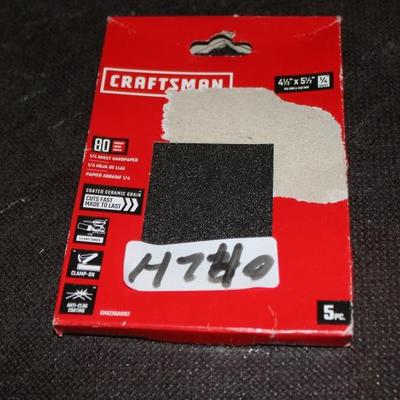 CRAFTSMAN
4½" x 5½"
¼
80
1/4 SHEET SANDPAPER
1/4 HOJA DE LIJA
PAPIER ABRASIF 1/4
COATED CERAMIC GRAIN
CUTS FAST
MADE TO LAST
CLAMP-ON
ANTI-CLOG
COATING
5PC.